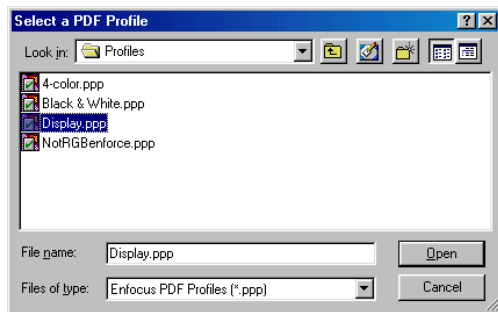 Select a PDF Profile
Look in: Profiles
4-color.ppp
Black & White.ppp
Display.ppp
NotRGBenforce.ppp
File name: Display.ppp Open
Files of type: Enfocus PDF Profiles (*.ppp) Cancel